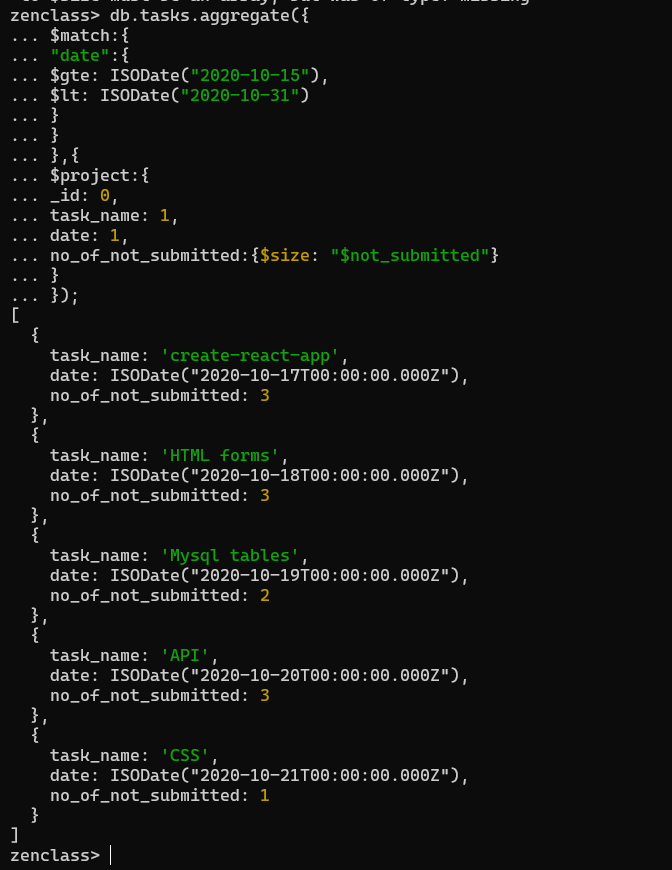 zenclass> db.tasks.aggregate({
... $match:{
... "date":{
... $gte: ISODate("2020-10-15"),
... $lt: ISODate("2020-10-31")
... }
... }
... },{
... $project:{
... _id: 0,
... task_name: 1,
... date: 1,
... no_of_not_submitted:{$size: "$not_submitted"}
... }
... });
[
  {
    task_name: 'create-react-app',
    date: ISODate("2020-10-17T00:00:00.000Z"),
    no_of_not_submitted: 3
  },
  {
    task_name: 'HTML forms',
    date: ISODate("2020-10-18T00:00:00.000Z"),
    no_of_not_submitted: 3
  },
  {
    task_name: 'Mysql tables',
    date: ISODate("2020-10-19T00:00:00.000Z"),
    no_of_not_submitted: 2
  },
  {
    task_name: 'API',
    date: ISODate("2020-10-20T00:00:00.000Z"),
    no_of_not_submitted: 3
  },
  {
    task_name: 'CSS',
    date: ISODate("2020-10-21T00:00:00.000Z"),
    no_of_not_submitted: 1
  }
]
zenclass>